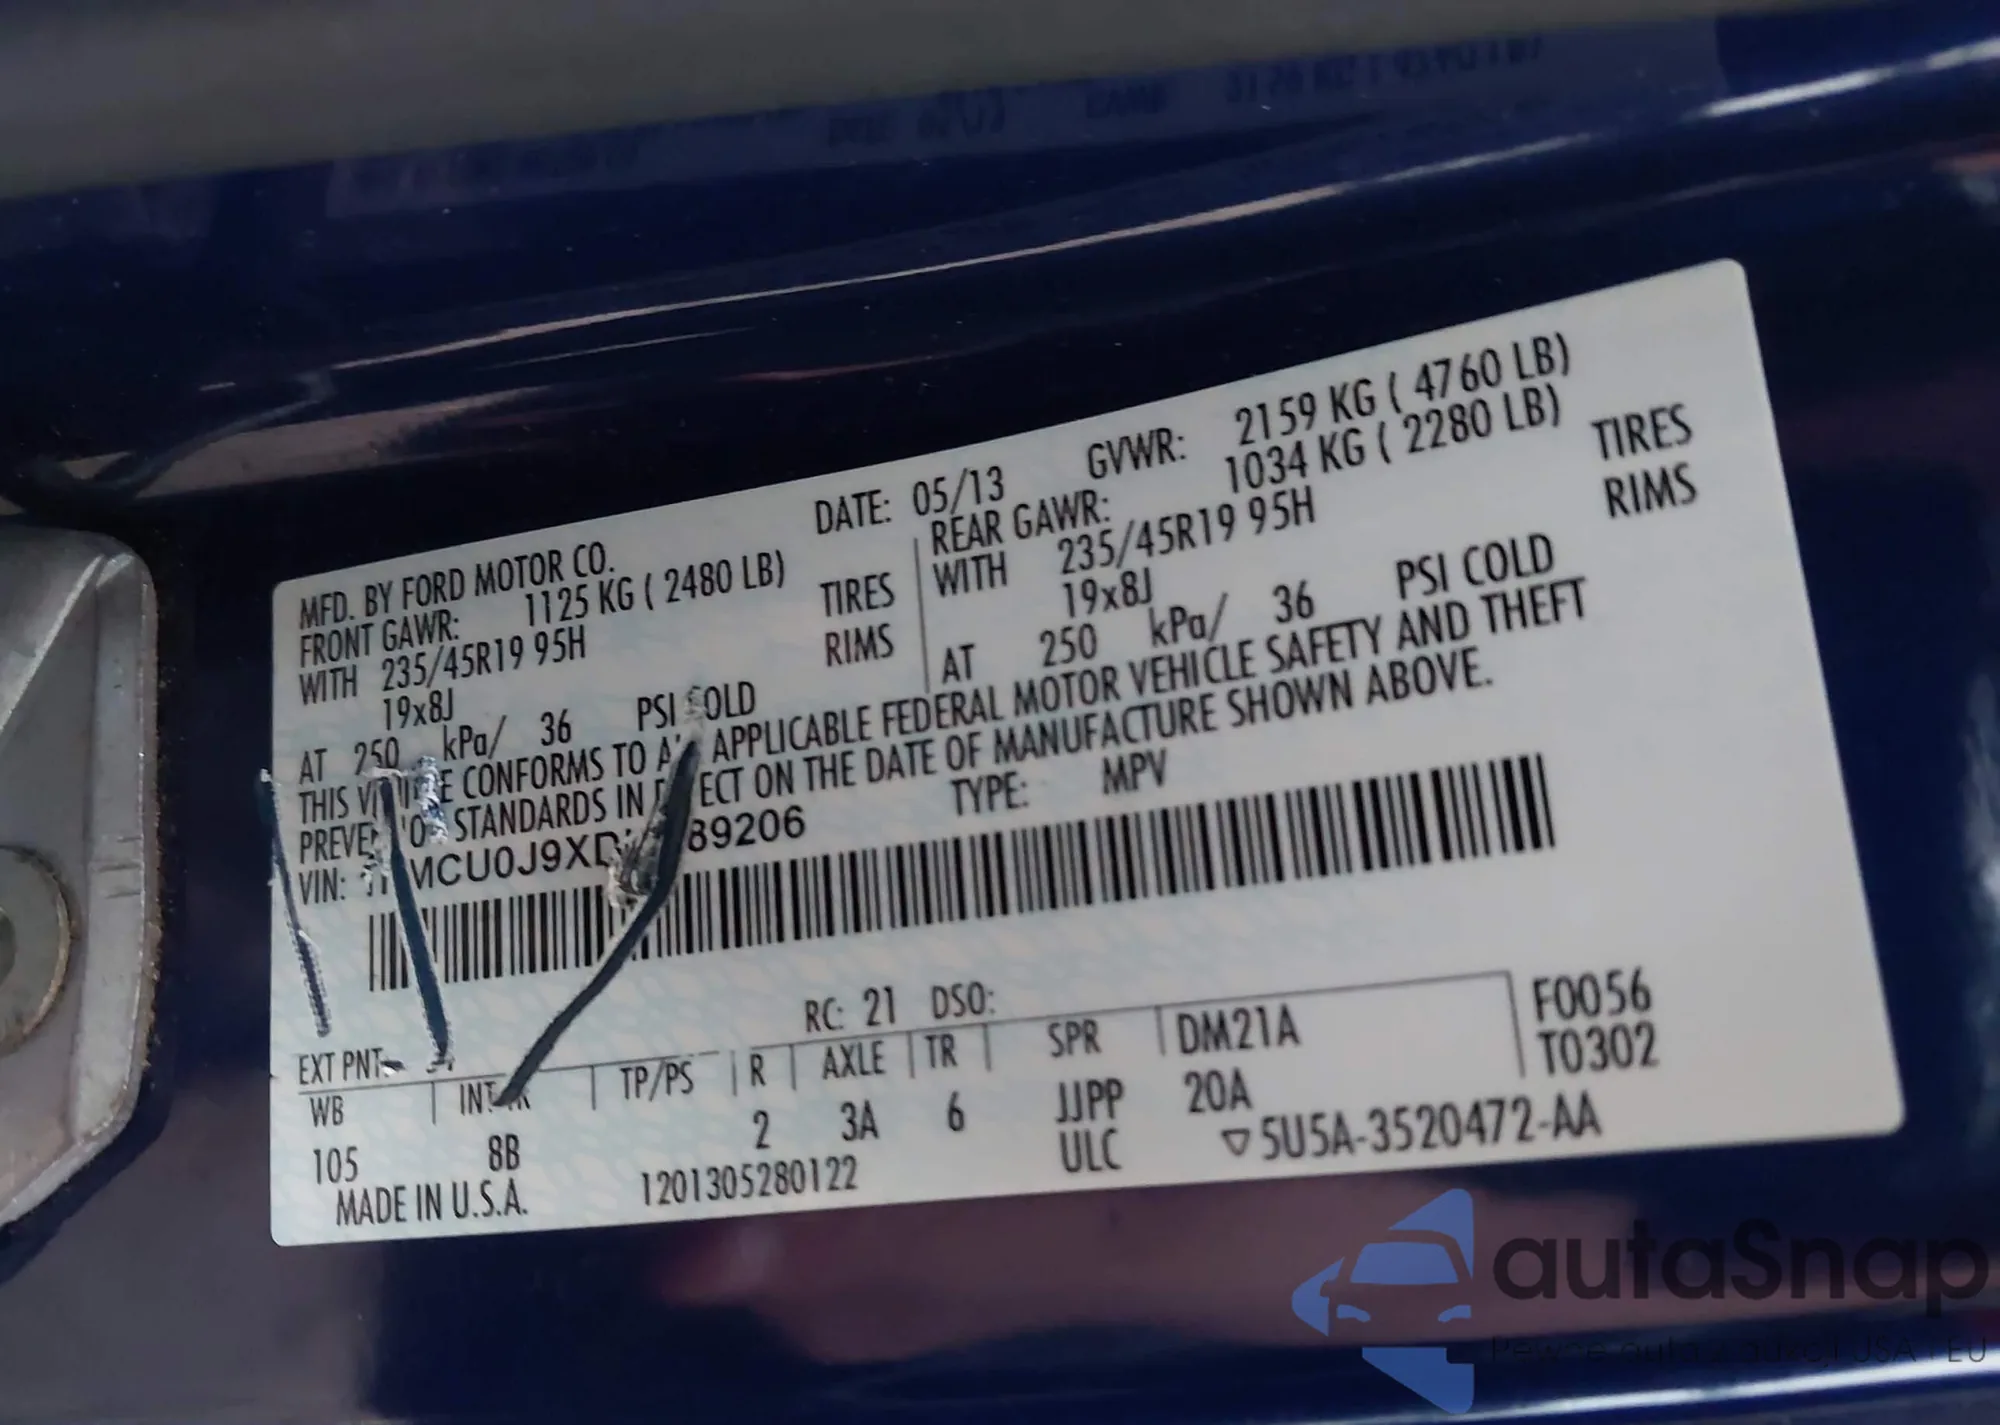 DATE: 05/13 GVWR: 2159 KG ( 4760 LB)
MFD. BY FORD MOTOR CO.
FRONT GAWR: 1125 KG ( 2480 LB)
WITH 235/45R19 95H TIRES
19x8J RIMS
AT 250 kPa/ 36 PSI COLD
REAR GAWR: 1034 KG ( 2280 LB)
WITH 235/45R19 95H TIRES
19x8J RIMS
AT 250 kPa/ 36 PSI COLD
THIS CONFORMS TO APPLICABLE FEDERAL MOTOR VEHICLE SAFETY AND THEFT
STANDARDS IN ON THE DATE OF MANUFACTURE SHOWN ABOVE.
VIN: TYPE: MPV
RC: 21 DSO:
EXT PNT
WB TP/PS R AXLE TR SPR DM21A F0056
T0302
105 8B 2 3A 6 JJPP 20A
ULC ▽5U5A-3520472-AA
MADE IN U.S.A. 1201305280122
autaSnap